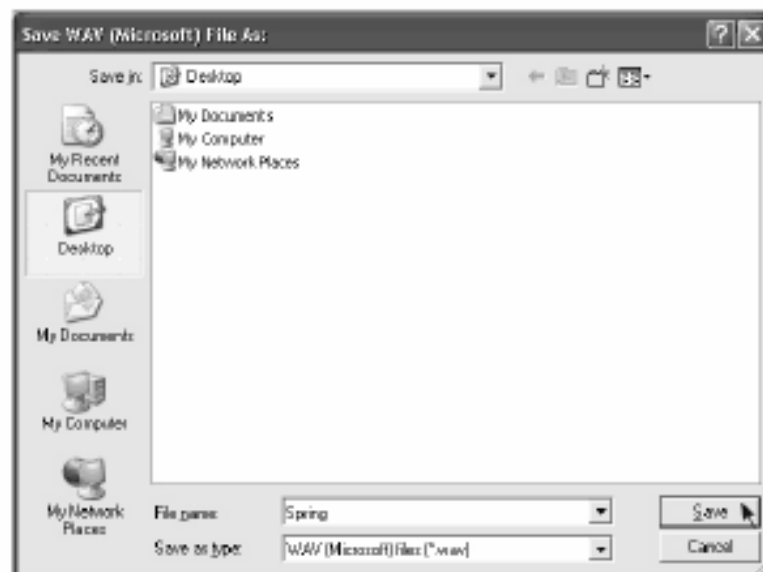 Save WAV (Microsoft) File As:
Save in: Desktop
My Documents
My Computer
My Network Places
My Recent
Documents
Desktop
My Documents
My Computer
My Network
Places
File name: Spring
Save as type: WAV (Microsoft) files (*.wav)
Save
Cancel